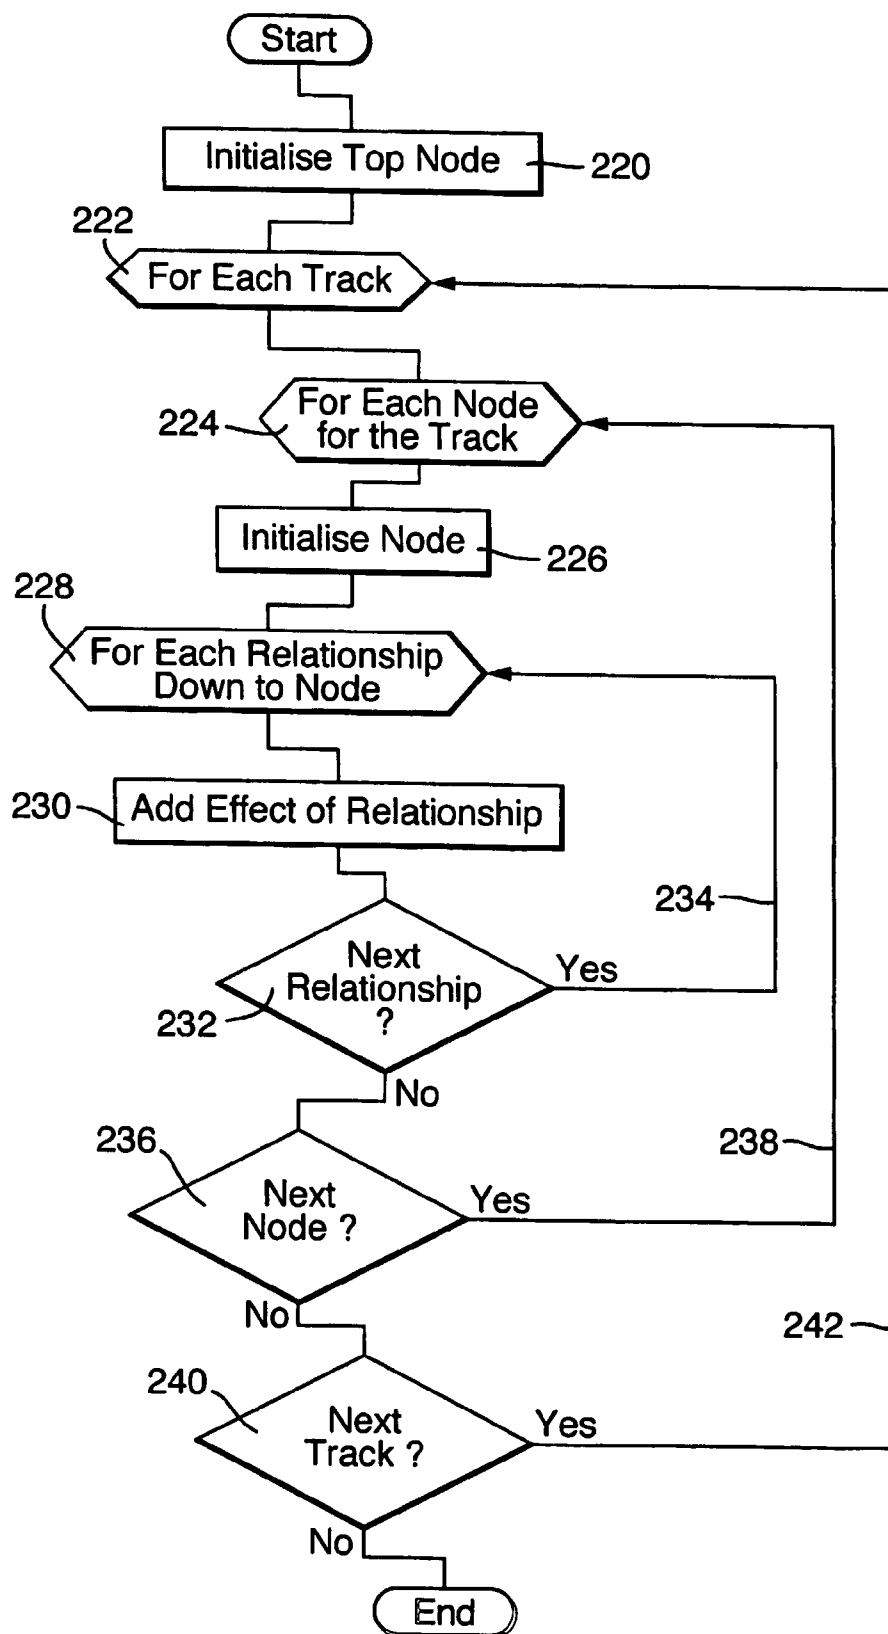 Start
Initialise Top Node
220
222
For Each Track
For Each Node
for the Track
224
Initialise Node
226
228
For Each Relationship
Down to Node
230
Add Effect of Relationship
234
Next
Relationship
?
Yes
232
No
236
238
Next
Node ?
Yes
No
242
240
Next
Track ?
Yes
No
End